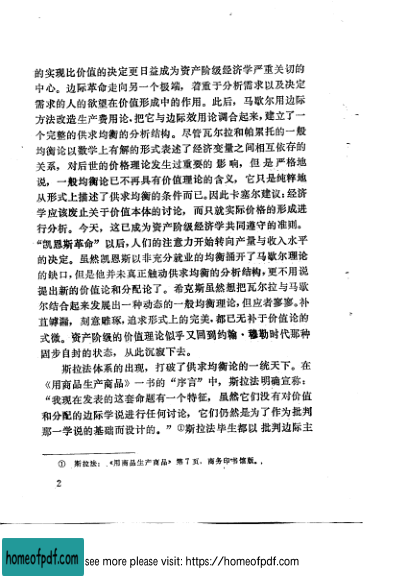 的实现比价值的决定更日益成为资产阶级经济学严重关切的
中心。边际革命走向另一个极端，着重于分析需求以及决定
需求的人的欲望在价值形成中的作用。此后，马歇尔用边际
方法改造生产费用论，把它与边际效用论调合起来，建立了一
个完整的供求均衡的分析结构。尽管瓦尔拉和帕累托的一般
均衡论以数学上有解的形式表述了经济变量之间相互依存的
关系，对后世的价格理论发生过重要的影响，但是严格地
说，一般均衡论已不再具有价值理论的含义，它只是纯粹地
从形式上描述了供求均衡的条件而已。因此卡塞尔建议：经济
学应该废止关于价值本体的讨论，而只就实际价格的形成进
行分析。今天，这已成为资产阶级经济学共同遵守的准则。
“凯恩斯革命”以后，人们的注意力开始转向产量与收入水平
的决定。虽然凯恩斯以非充分就业的均衡捅开了马歇尔理论
的缺口，但是他并未真正触动供求均衡的分析结构，更不用说
提出新的价值论和分配论了。希克斯虽然想把瓦尔拉与马歇
尔结合起来发展出一种动态的一般均衡理论，但应者寥寥。补
苴罅漏，刻意雕琢，追求形式上的完美，都已无补于价值论的
式微。资产阶级的价值理论似乎又回到约翰·穆勒时代那种
固步自封的状态，从此沉寂下去。
斯拉法体系的出现，打破了供求均衡论的一统天下。在
《用商品生产商品》一书的“序言”中，斯拉法明确宣称：
“我现在发表的这套命题有一个特征，虽然它们没有对价值
和分配的边际学说进行任何讨论，它们仍然是为了作为批判
那一学说的基础而设计的。”①斯拉法毕生都以批判边际主
① 斯拉法：《用商品生产商品》第7页，商务印书馆版。
2
homeofpdf.com
see more please visit: https://homeofpdf.com